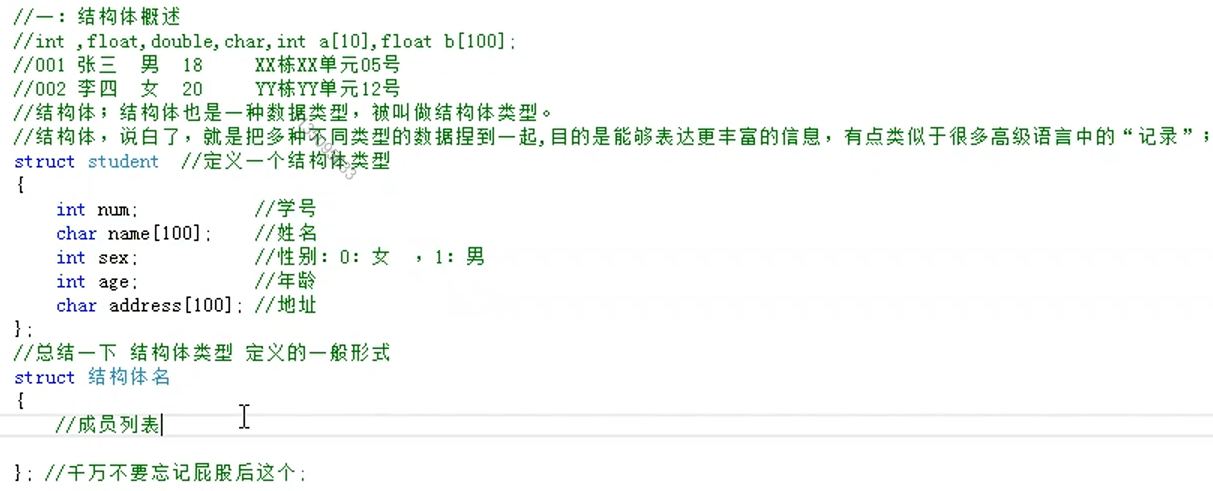 //一: 结构体概述
//int ,float,double,char,int a[10],float b[100];
//001 张三 男 18 XX栋XX单元05号
//002 李四 女 20 YY栋YY单元12号
//结构体；结构体也是一种数据类型，被叫做结构体类型。
//结构体，说白了，就是把多种不同类型的数据捏到一起,目的是能够表达更丰富的信息，有点类似于很多高级语言中的“记录”；
struct student //定义一个结构体类型
{
int num; //学号
char name[100]; //姓名
int sex; //性别: 0: 女 ，1: 男
int age; //年龄
char address[100]; //地址
};
//总结一下 结构体类型 定义的一般形式
struct 结构体名
{
//成员列表
}; //千万不要忘记屁股后这个;